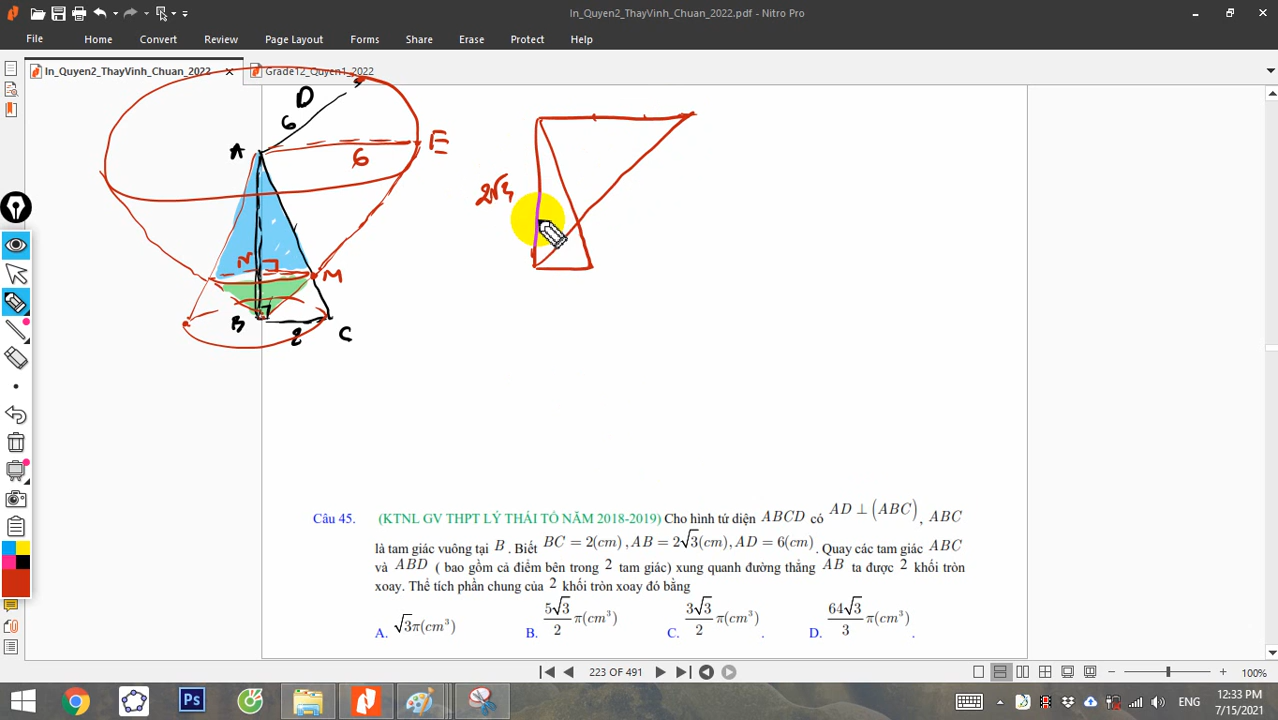 In_Quyen2_ThayVinh_Chuan_2022.pdf - Nitro Pro
File Home Convert Review Page Layout Forms Share Erase Protect Help
In_Quyen2_ThayVinh_Chuan_2022 × Grade12_Quyen1_2022
D
6
A
E
6
2√3
N
M
B
2
C
Câu 45. (KTNL GV THPT LÝ THÁI TỔ NĂM 2018-2019) Cho hình tứ diện ABCD có AD ⊥ (ABC), ABC
là tam giác vuông tại B. Biết BC = 2(cm), AB = 2√3(cm), AD = 6(cm). Quay các tam giác ABC
và ABD ( bao gồm cả điểm bên trong 2 tam giác) xung quanh đường thẳng AB ta được 2 khối tròn
xoay. Thể tích phần chung của 2 khối tròn xoay đó bằng
A. √3π(cm³) B. 5√3/2 π(cm³) C. 3√3/2 π(cm³) . D. 64√3/3 π(cm³).
223 OF 491
100%
ENG
12:33 PM
7/15/2021